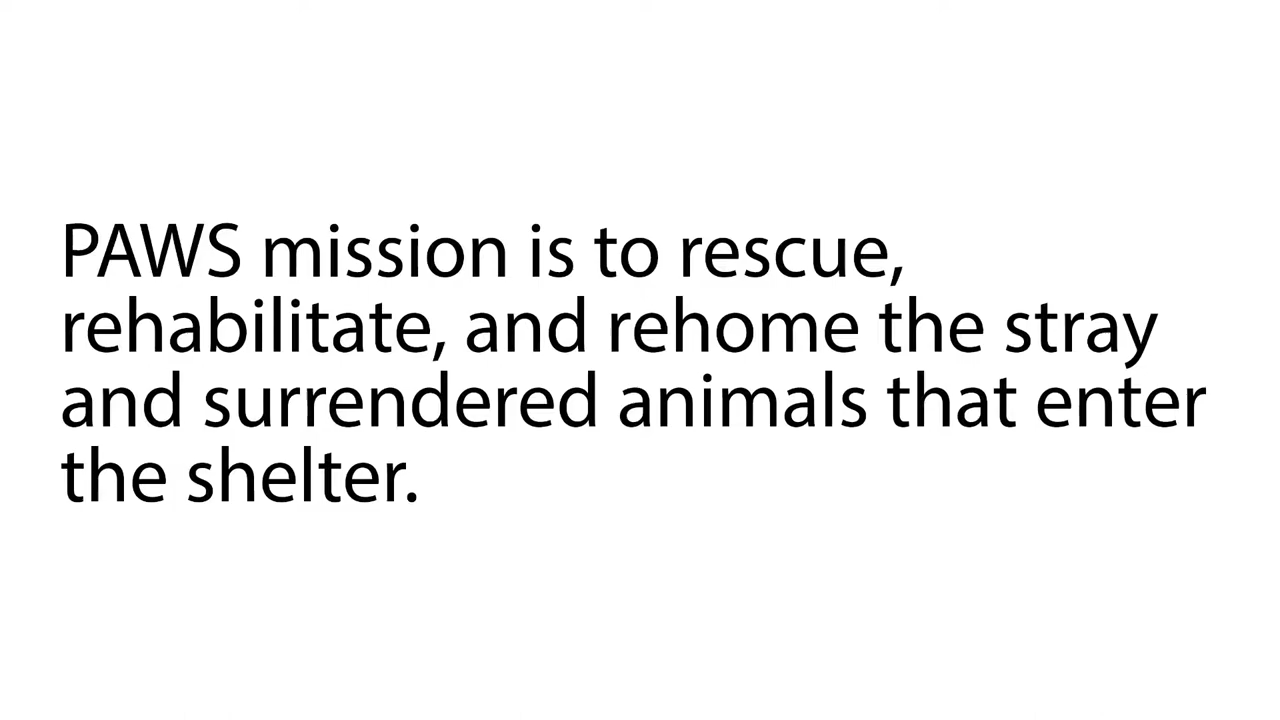 PAWS mission is to rescue,
rehabilitate, and rehome the stray
and surrendered animals that enter
the shelter.